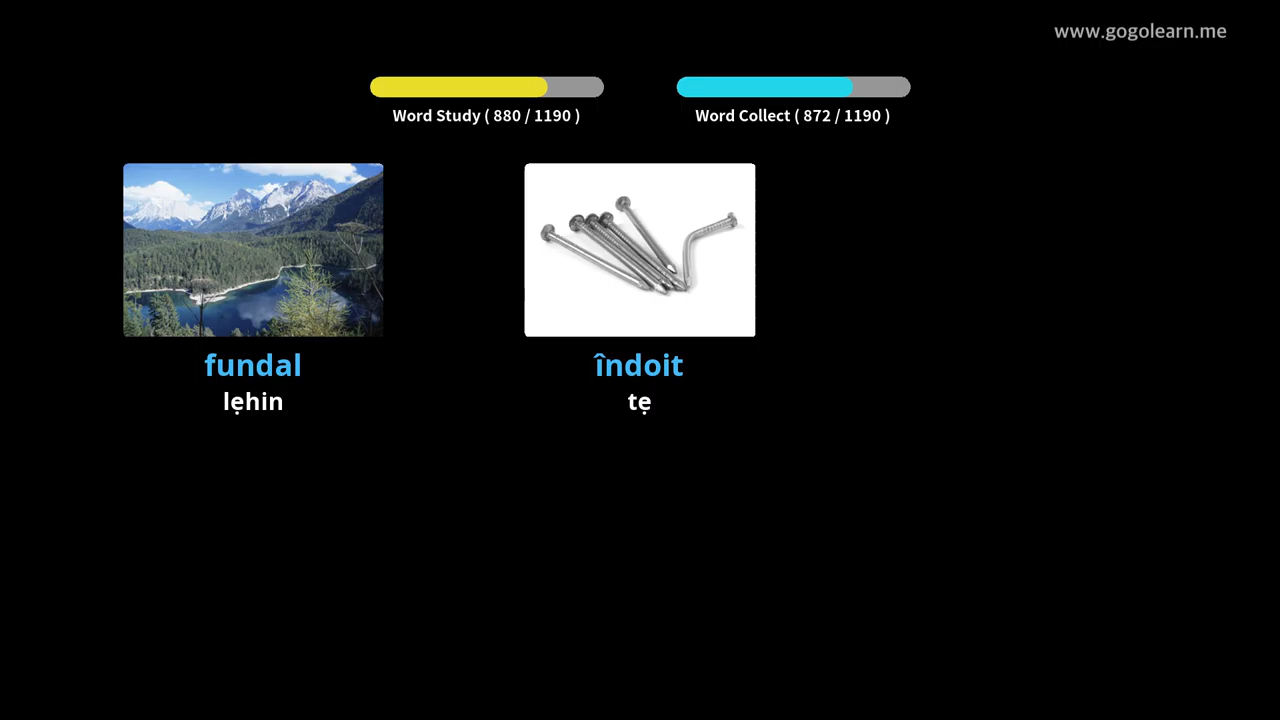 www.gogolearn.me
Word Study ( 880 / 1190 )
Word Collect ( 872 / 1190 )
fundal
lẹhin
îndoit
tẹ